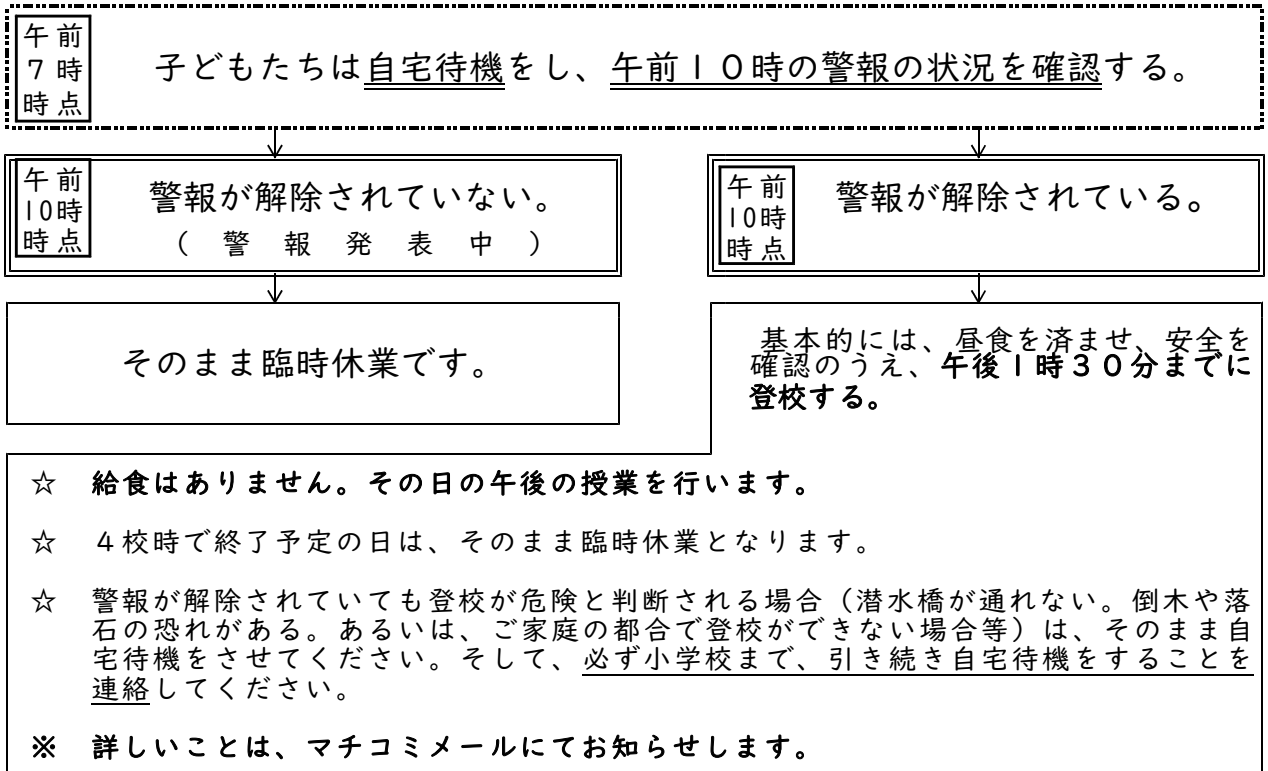 午前
７時
時点
子どもたちは自宅待機をし、午前１０時の警報の状況を確認する。
午前
１０時
時点
警報が解除されていない。
（警報発表中）
午前
１０時
時点
警報が解除されている。
そのまま臨時休業です。
基本的には、昼食を済ませ、安全を
確認のうえ、午後１時３０分までに
登校する。
☆　給食はありません。その日の午後の授業を行います。
☆　４校時で終了予定の日は、そのまま臨時休業となります。
☆　警報が解除されていても登校が危険と判断される場合（潜水橋が通れない。倒木や落
石の恐れがある。あるいは、ご家庭の都合で登校ができない場合等）は、そのまま自
宅待機をさせてください。そして、必ず小学校まで、引き続き自宅待機をすることを
連絡してください。
※　詳しいことは、マチコミメールにてお知らせします。